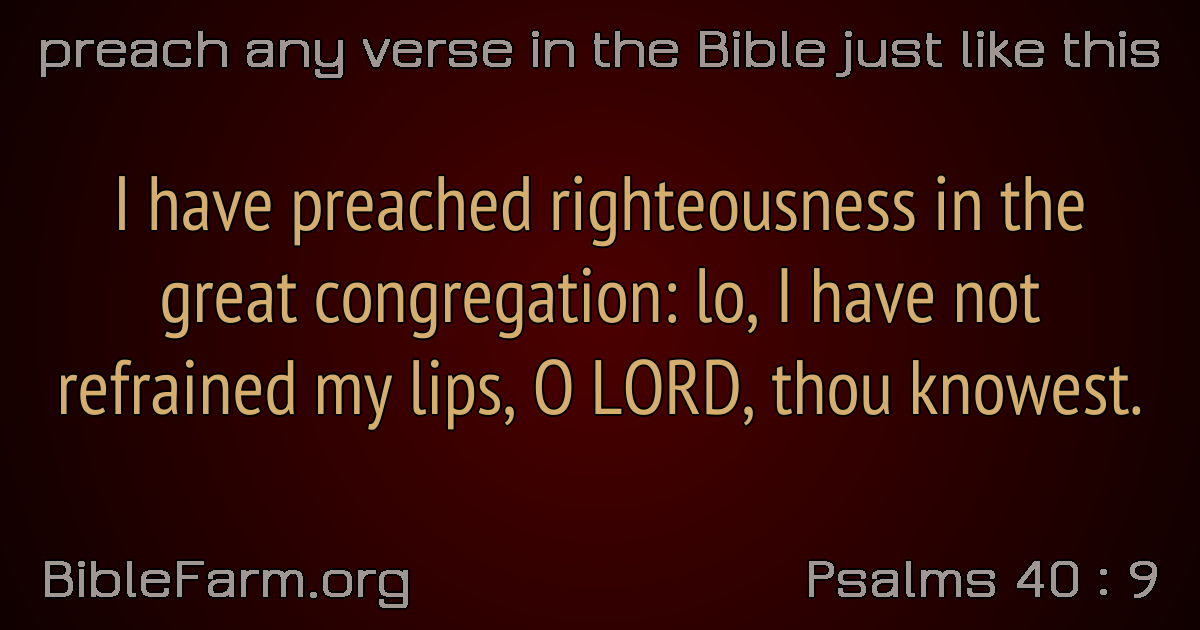 preach any verse in the Bible just like this
I have preached righteousness in the
great congregation: lo, I have not
refrained my lips, O LORD, thou knowest.
BibleFarm.org
Psalms 40 : 9